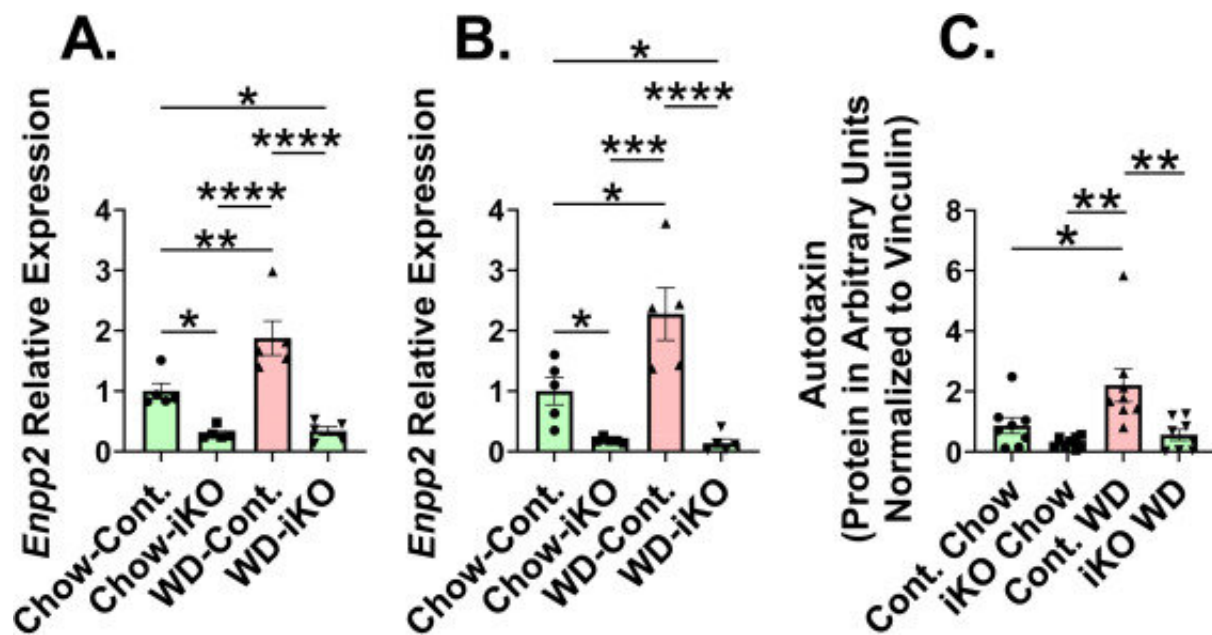 A.
Enpp2 Relative Expression
*
****
****
**
*
4
3
2
1
0
Chow-Cont.
Chow-iKO
WD-Cont.
WD-iKO
B.
Enpp2 Relative Expression
*
****
***
*
*
4
3
2
1
0
Chow-Cont.
Chow-iKO
WD-Cont.
WD-iKO
C.
Autotaxin
(Protein in Arbitrary Units
Normalized to Vinculin)
**
**
*
8
6
4
2
0
Cont. Chow
iKO Chow
Cont. WD
iKO WD